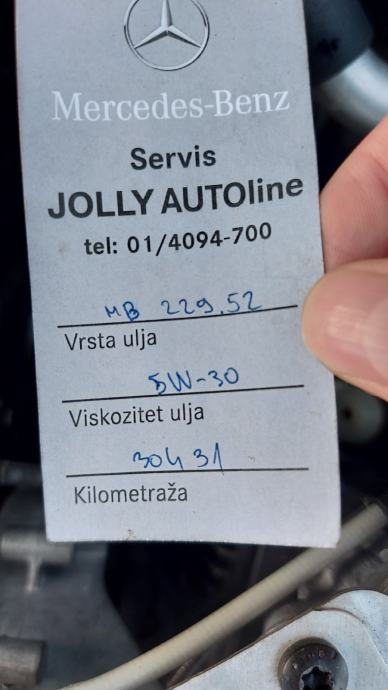 Mercedes-Benz
Servis
JOLLY AUTOline
tel: 01/4094-700
MB 229.52
Vrsta ulja
5W-30
Viskozitet ulja
30431
Kilometraža